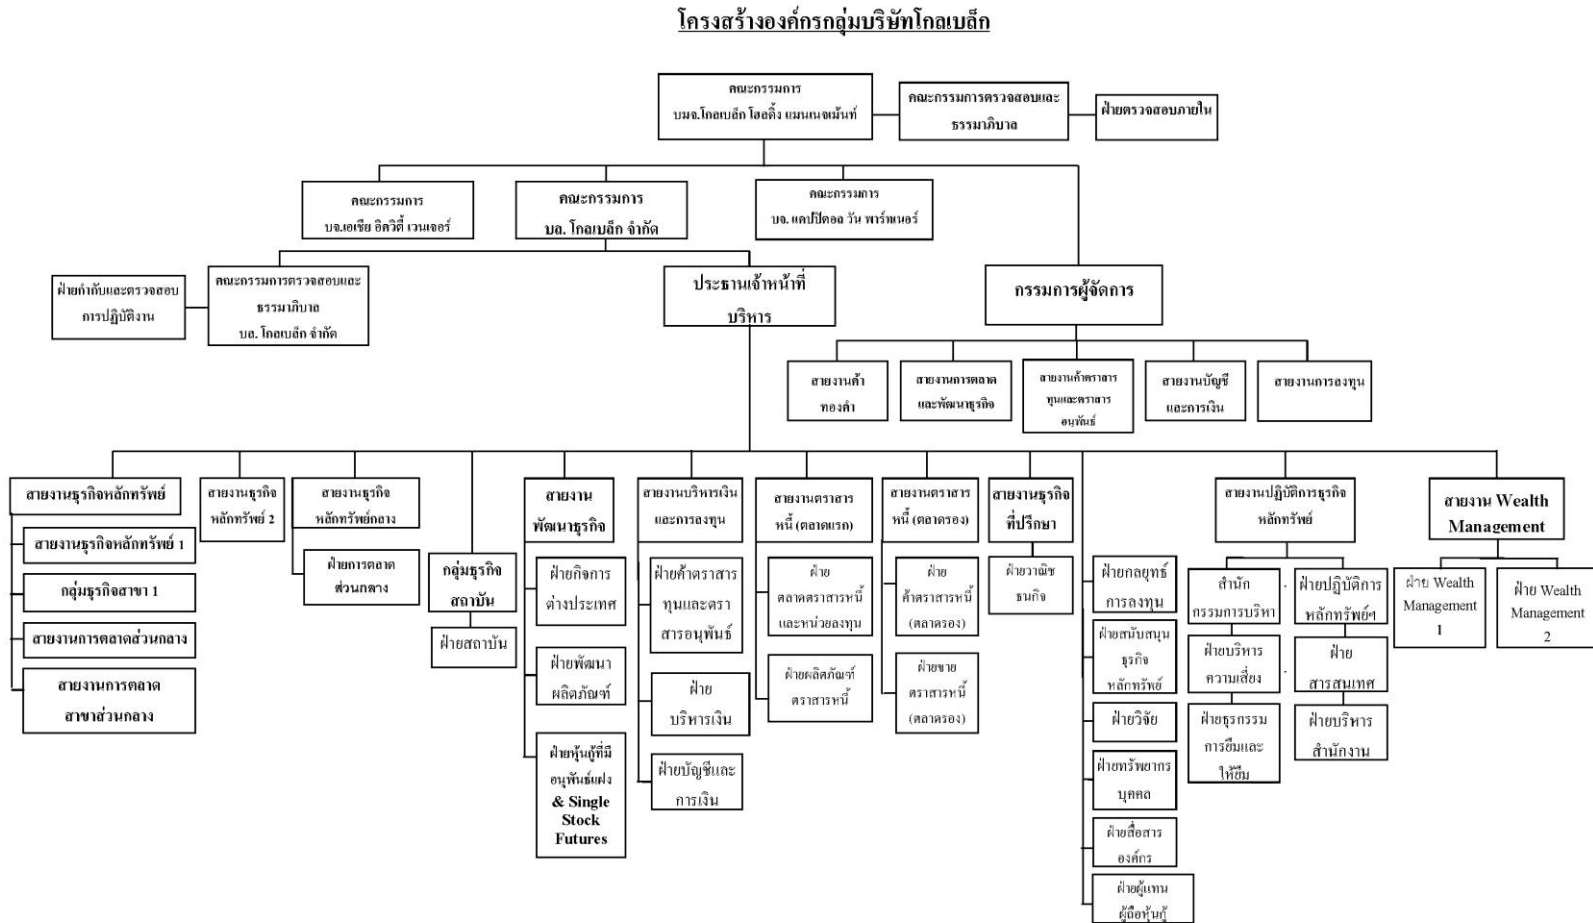 โครงสร้างองค์กรกลุ่มบริษัทโกลเบล็ก
คณะกรรมการ
บมจ.โกลเบล็ก โฮลดิ้ง แมนเนจเม้นท์
คณะกรรมการตรวจสอบและ
ธรรมาภิบาล
ฝ่ายตรวจสอบภายใน
คณะกรรมการ
บจ.เอเชีย อิควิตี้ เวนเจอร์
คณะกรรมการ
บล. โกลเบล็ก จำกัด
คณะกรรมการ
บจ. แคปปิตอล วัน พาร์ทเนอร์
ฝ่ายกำกับและตรวจสอบ
การปฏิบัติงาน
คณะกรรมการตรวจสอบและ
ธรรมาภิบาล
บล. โกลเบล็ก จำกัด
ประธานเจ้าหน้าที่
บริหาร
กรรมการผู้จัดการ
สายงานค้า
ทองคำ
สายงานการตลาด
และพัฒนาธุรกิจ
สายงานค้าตราสาร
ทุนและตราสาร
อนุพันธ์
สายงานบัญชี
และการเงิน
สายงานการลงทุน
สายงานธุรกิจหลักทรัพย์
สายงานธุรกิจหลักทรัพย์ 1
กลุ่มธุรกิจสาขา 1
สายงานการตลาดส่วนกลาง
สายงานการตลาด
สาขาส่วนกลาง
สายงานธุรกิจ
หลักทรัพย์ 2
สายงานธุรกิจ
หลักทรัพย์กลาง
ฝ่ายการตลาด
ส่วนกลาง
กลุ่มธุรกิจ
สถาบัน
ฝ่ายสถาบัน
สายงาน
พัฒนาธุรกิจ
ฝ่ายกิจการ
ต่างประเทศ
ฝ่ายพัฒนา
ผลิตภัณฑ์
ฝ่ายหุ้นกู้ที่มี
อนุพันธ์แฝง
& Single
Stock
Futures
สายงานบริหารเงิน
และการลงทุน
ฝ่ายค้าตราสาร
ทุนและตรา
สารอนุพันธ์
ฝ่าย
บริหารเงิน
ฝ่ายบัญชีและ
การเงิน
สายงานตราสาร
หนี้ (ตลาดแรก)
ฝ่าย
ตลาดตราสารหนี้
และหน่วยลงทุน
ฝ่ายผลิตภัณฑ์
ตราสารหนี้
สายงานตราสาร
หนี้ (ตลาดรอง)
ฝ่าย
ค้าตราสารหนี้
(ตลาดรอง)
ฝ่ายขาย
ตราสารหนี้
(ตลาดรอง)
สายงานธุรกิจ
ที่ปรึกษา
ฝ่ายวาณิช
ธนกิจ
ฝ่ายกลยุทธ์
การลงทุน
ฝ่ายสนับสนุน
ธุรกิจ
หลักทรัพย์
ฝ่ายวิจัย
ฝ่ายทรัพยากร
บุคคล
ฝ่ายสื่อสาร
องค์กร
ฝ่ายผู้แทน
ผู้ถือหุ้นกู้
สายงานปฏิบัติการธุรกิจ
หลักทรัพย์
สำนัก
กรรมการบริหา
ฝ่ายบริหาร
ความเสี่ยง
ฝ่ายธุรกรรม
การยืมและ
ให้ยืม
ฝ่ายปฏิบัติการ
หลักทรัพย์ฯ
ฝ่าย
สารสนเทศ
ฝ่ายบริหาร
สำนักงาน
สายงาน Wealth
Management
ฝ่าย Wealth
Management
1
ฝ่าย Wealth
Management
2